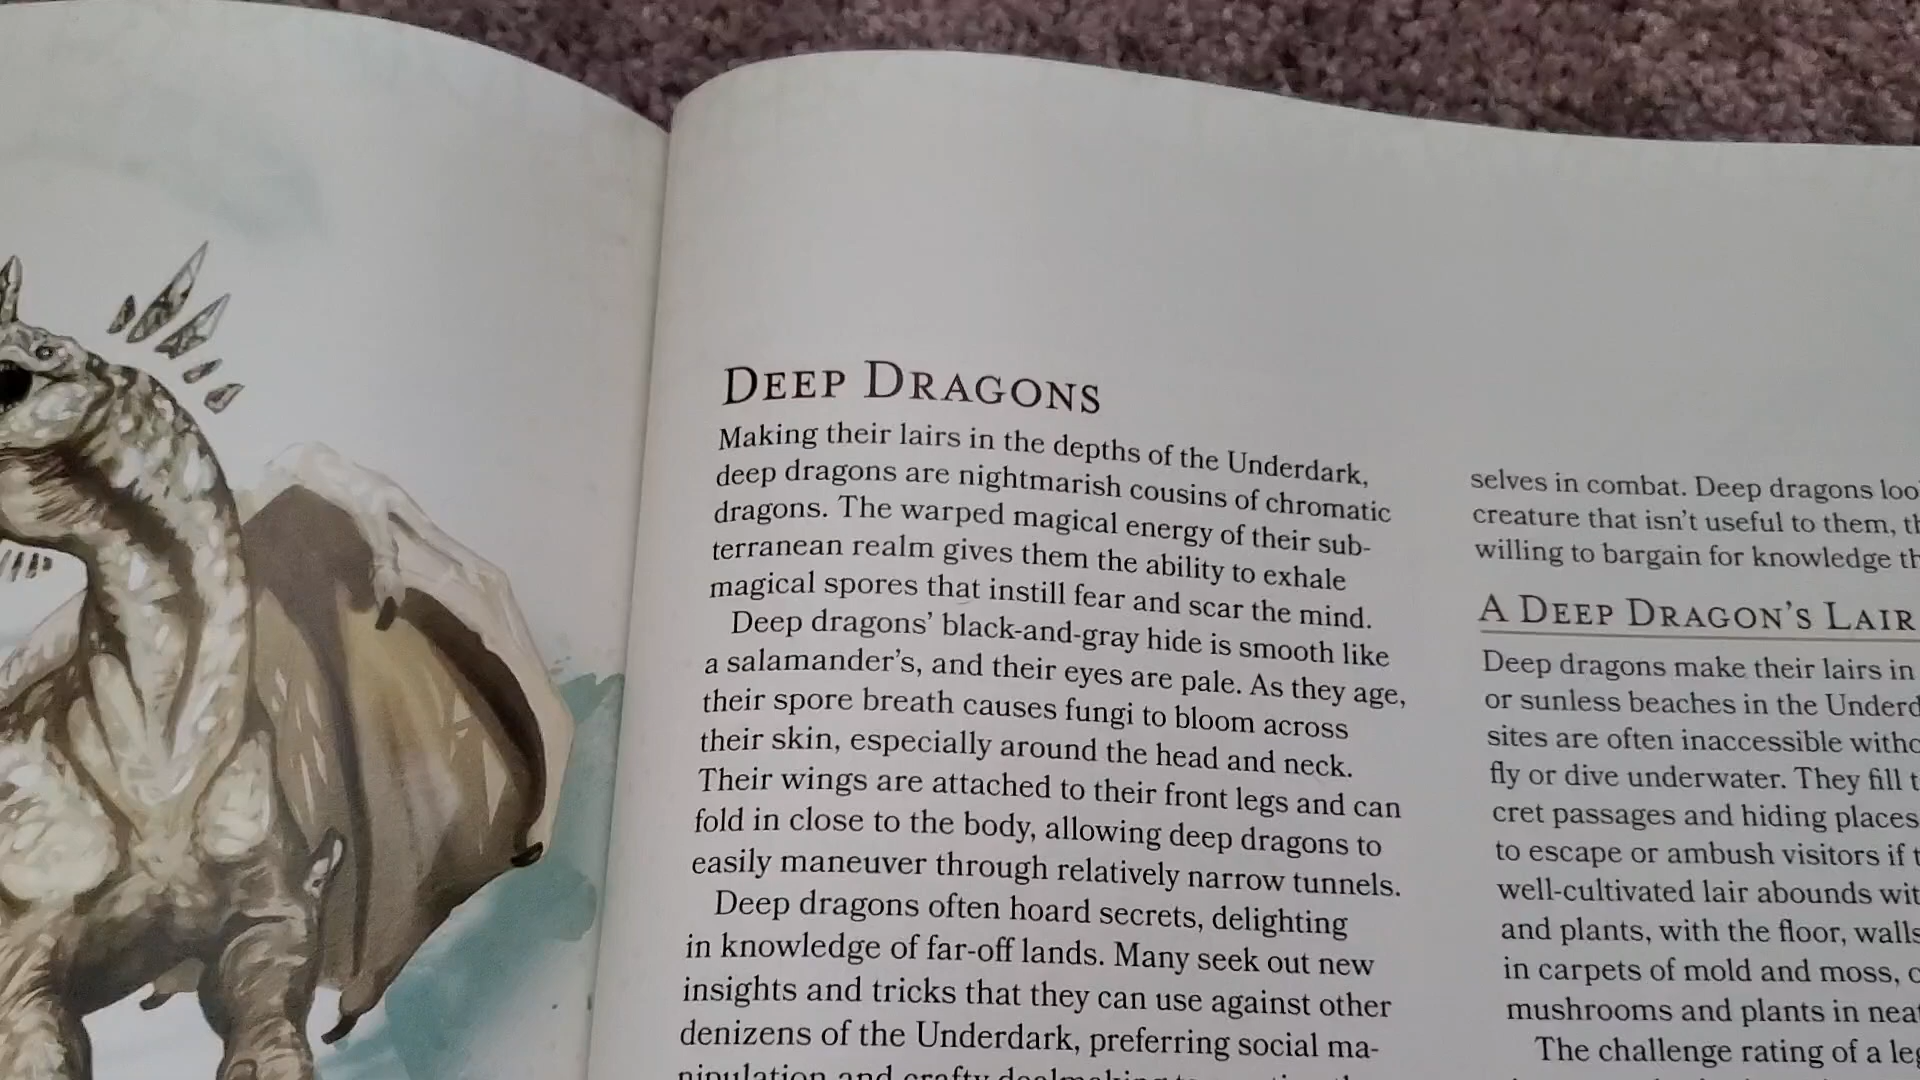 DEEP DRAGONS
Making their lairs in the depths of the Underdark,
deep dragons are nightmarish cousins of chromatic
dragons. The warped magical energy of their sub-
terranean realm gives them the ability to exhale
magical spores that instill fear and scar the mind.
Deep dragons' black-and-gray hide is smooth like
a salamander's, and their eyes are pale. As they age,
their spore breath causes fungi to bloom across
their skin, especially around the head and neck.
Their wings are attached to their front legs and can
fold in close to the body, allowing deep dragons to
easily maneuver through relatively narrow tunnels.
Deep dragons often hoard secrets, delighting
in knowledge of far-off lands. Many seek out new
insights and tricks that they can use against other
denizens of the Underdark, preferring social ma-
nipulation and crafty dealmaking
selves in combat. Deep dragons
creature that isn't useful to them,
willing to bargain for knowledge
A DEEP DRAGON'S LAIR
Deep dragons make their lairs in
or sunless beaches in the
sites are often inaccessible
fly or dive underwater. They fill
cret passages and hiding places
to escape or ambush visitors if
well-cultivated lair abounds
and plants, with the floor, walls
in carpets of mold and moss,
mushrooms and plants in
The challenge rating of a